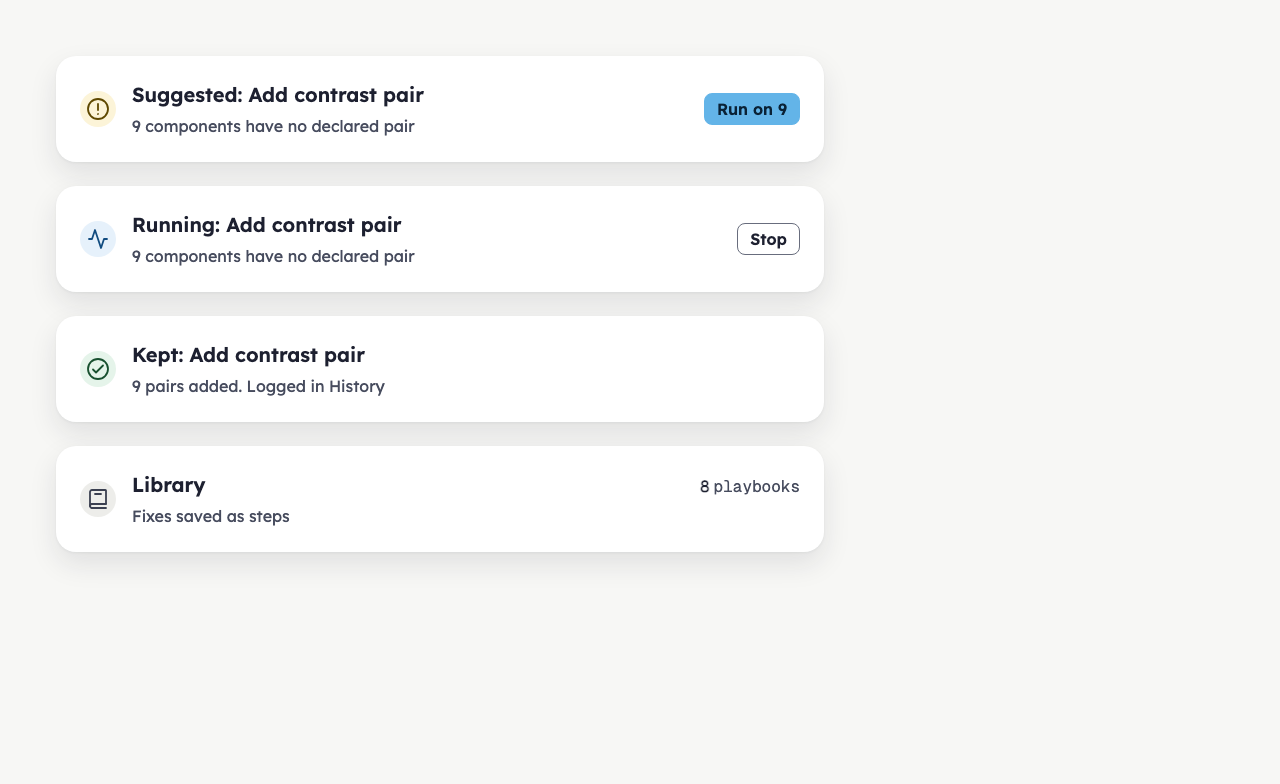 Suggested: Add contrast pair
9 components have no declared pair
Run on 9
Running: Add contrast pair
9 components have no declared pair
Stop
Kept: Add contrast pair
9 pairs added. Logged in History
Library
8 playbooks
Fixes saved as steps